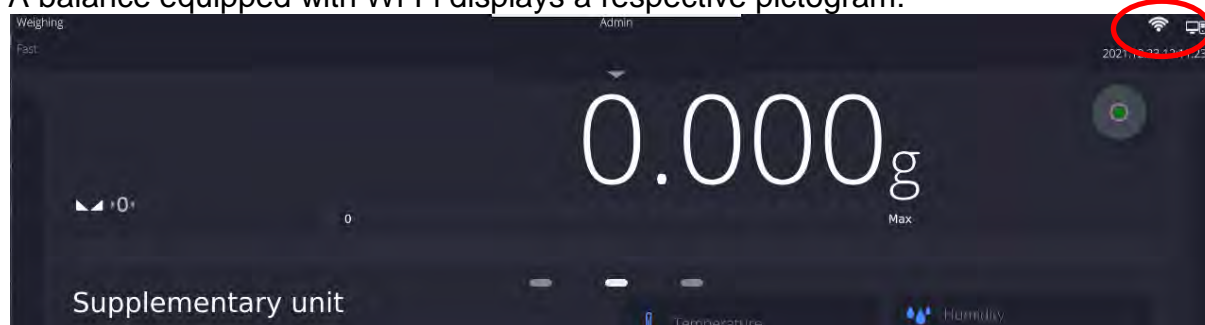 A balance equipped with Wi-Fi displays a respective pictogram.
Weighing Admin
Fast
0.000g
0 Max
Supplementary unit
Temperature Humidity